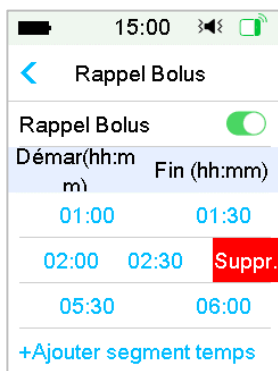 15:00
Rappel Bolus
Rappel Bolus
Démar(hh:m
m)
Fin (hh:mm)
01:00 01:30
02:00 02:30 Suppr.
05:30 06:00
+Ajouter segment temps